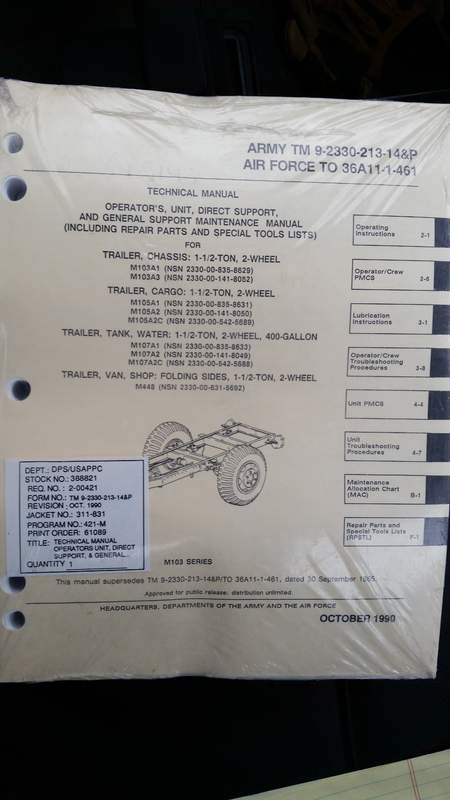 ARMY TM 9-2330-213-14&P
AIR FORCE TO 36A11-1-461
TECHNICAL MANUAL
OPERATOR'S, UNIT, DIRECT SUPPORT,
AND GENERAL SUPPORT MAINTENANCE MANUAL
(INCLUDING REPAIR PARTS AND SPECIAL TOOLS LISTS)
FOR
TRAILER, CHASSIS: 1-1/2-TON, 2-WHEEL
M103A1 (NSN 2330-00-835-8629)
M103A3 (NSN 2330-00-141-8052)
TRAILER, CARGO: 1-1/2-TON, 2-WHEEL
M105A1 (NSN 2330-00-835-8631)
M105A2 (NSN 2330-00-141-8050)
M105A2C (NSN 2330-00-542-5689)
TRAILER, TANK, WATER: 1-1/2-TON, 2-WHEEL, 400-GALLON
M107A1 (NSN 2330-00-835-8633)
M107A2 (NSN 2330-00-141-8049)
M107A2C (NSN 2330-00-542-5688)
TRAILER, VAN, SHOP: FOLDING SIDES, 1-1/2-TON, 2-WHEEL
M448 (NSN 2330-00-631-5692)
Operating
Instructions 2-1
Operator/Crew
PMCS 2-6
Lubrication
Instructions 3-1
Operator/Crew
Troubleshooting
Procedures 3-8
Unit PMCS 4-4
Unit
Troubleshooting
Procedures 4-7
Maintenance
Allocation Chart
(MAC) B-1
Repair Parts and
Special Tools Lists
(RPSTL) F-1
DEPT.: DPS/USAPPC
STOCK NO.: 388821
REQ. NO.: 2-00421
FORM NO.: TM 9-2330-213-14&P
REVISION: OCT. 1990
JACKET NO.: 311-831
PROGRAM NO.: 421-M
PRINT ORDER: 61089
TITLE: TECHNICAL MANUAL
OPERATORS UNIT, DIRECT
SUPPORT, & GENERAL...
QUANTITY 1
M103 SERIES
This manual supersedes TM 9-2330-213-14&P/TO 36A11-1-461, dated 30 September 1985.
Approved for public release: distribution unlimited.
HEADQUARTERS, DEPARTMENTS OF THE ARMY AND THE AIR FORCE
OCTOBER 1990